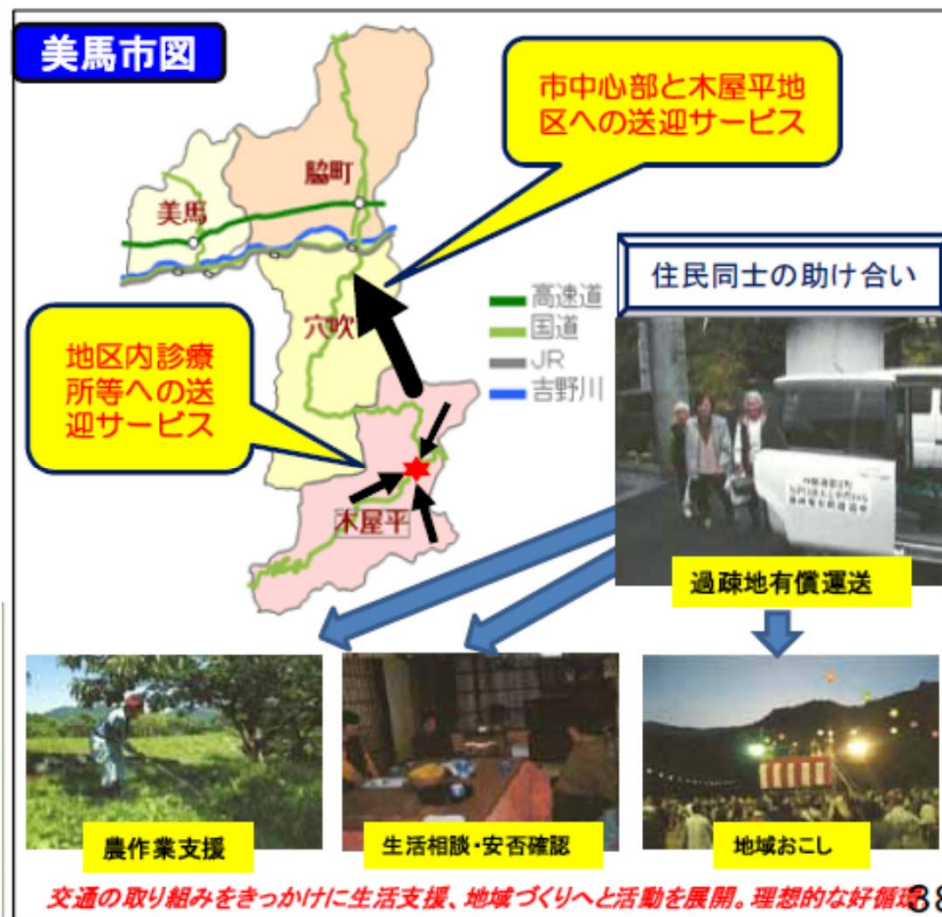 美馬市図
市中心部と木屋平地
区への送迎サービス
脇町
美馬
住民同士の助け合い
高速道
国道
JR
吉野川
穴吹
地区内診療
所等への送
迎サービス
木屋平
過疎地有償運送
農作業支援
生活相談・安否確認
地域おこし
交通の取り組みをきっかけに生活支援、地域づくりへと活動を展開。理想的な好循環
38